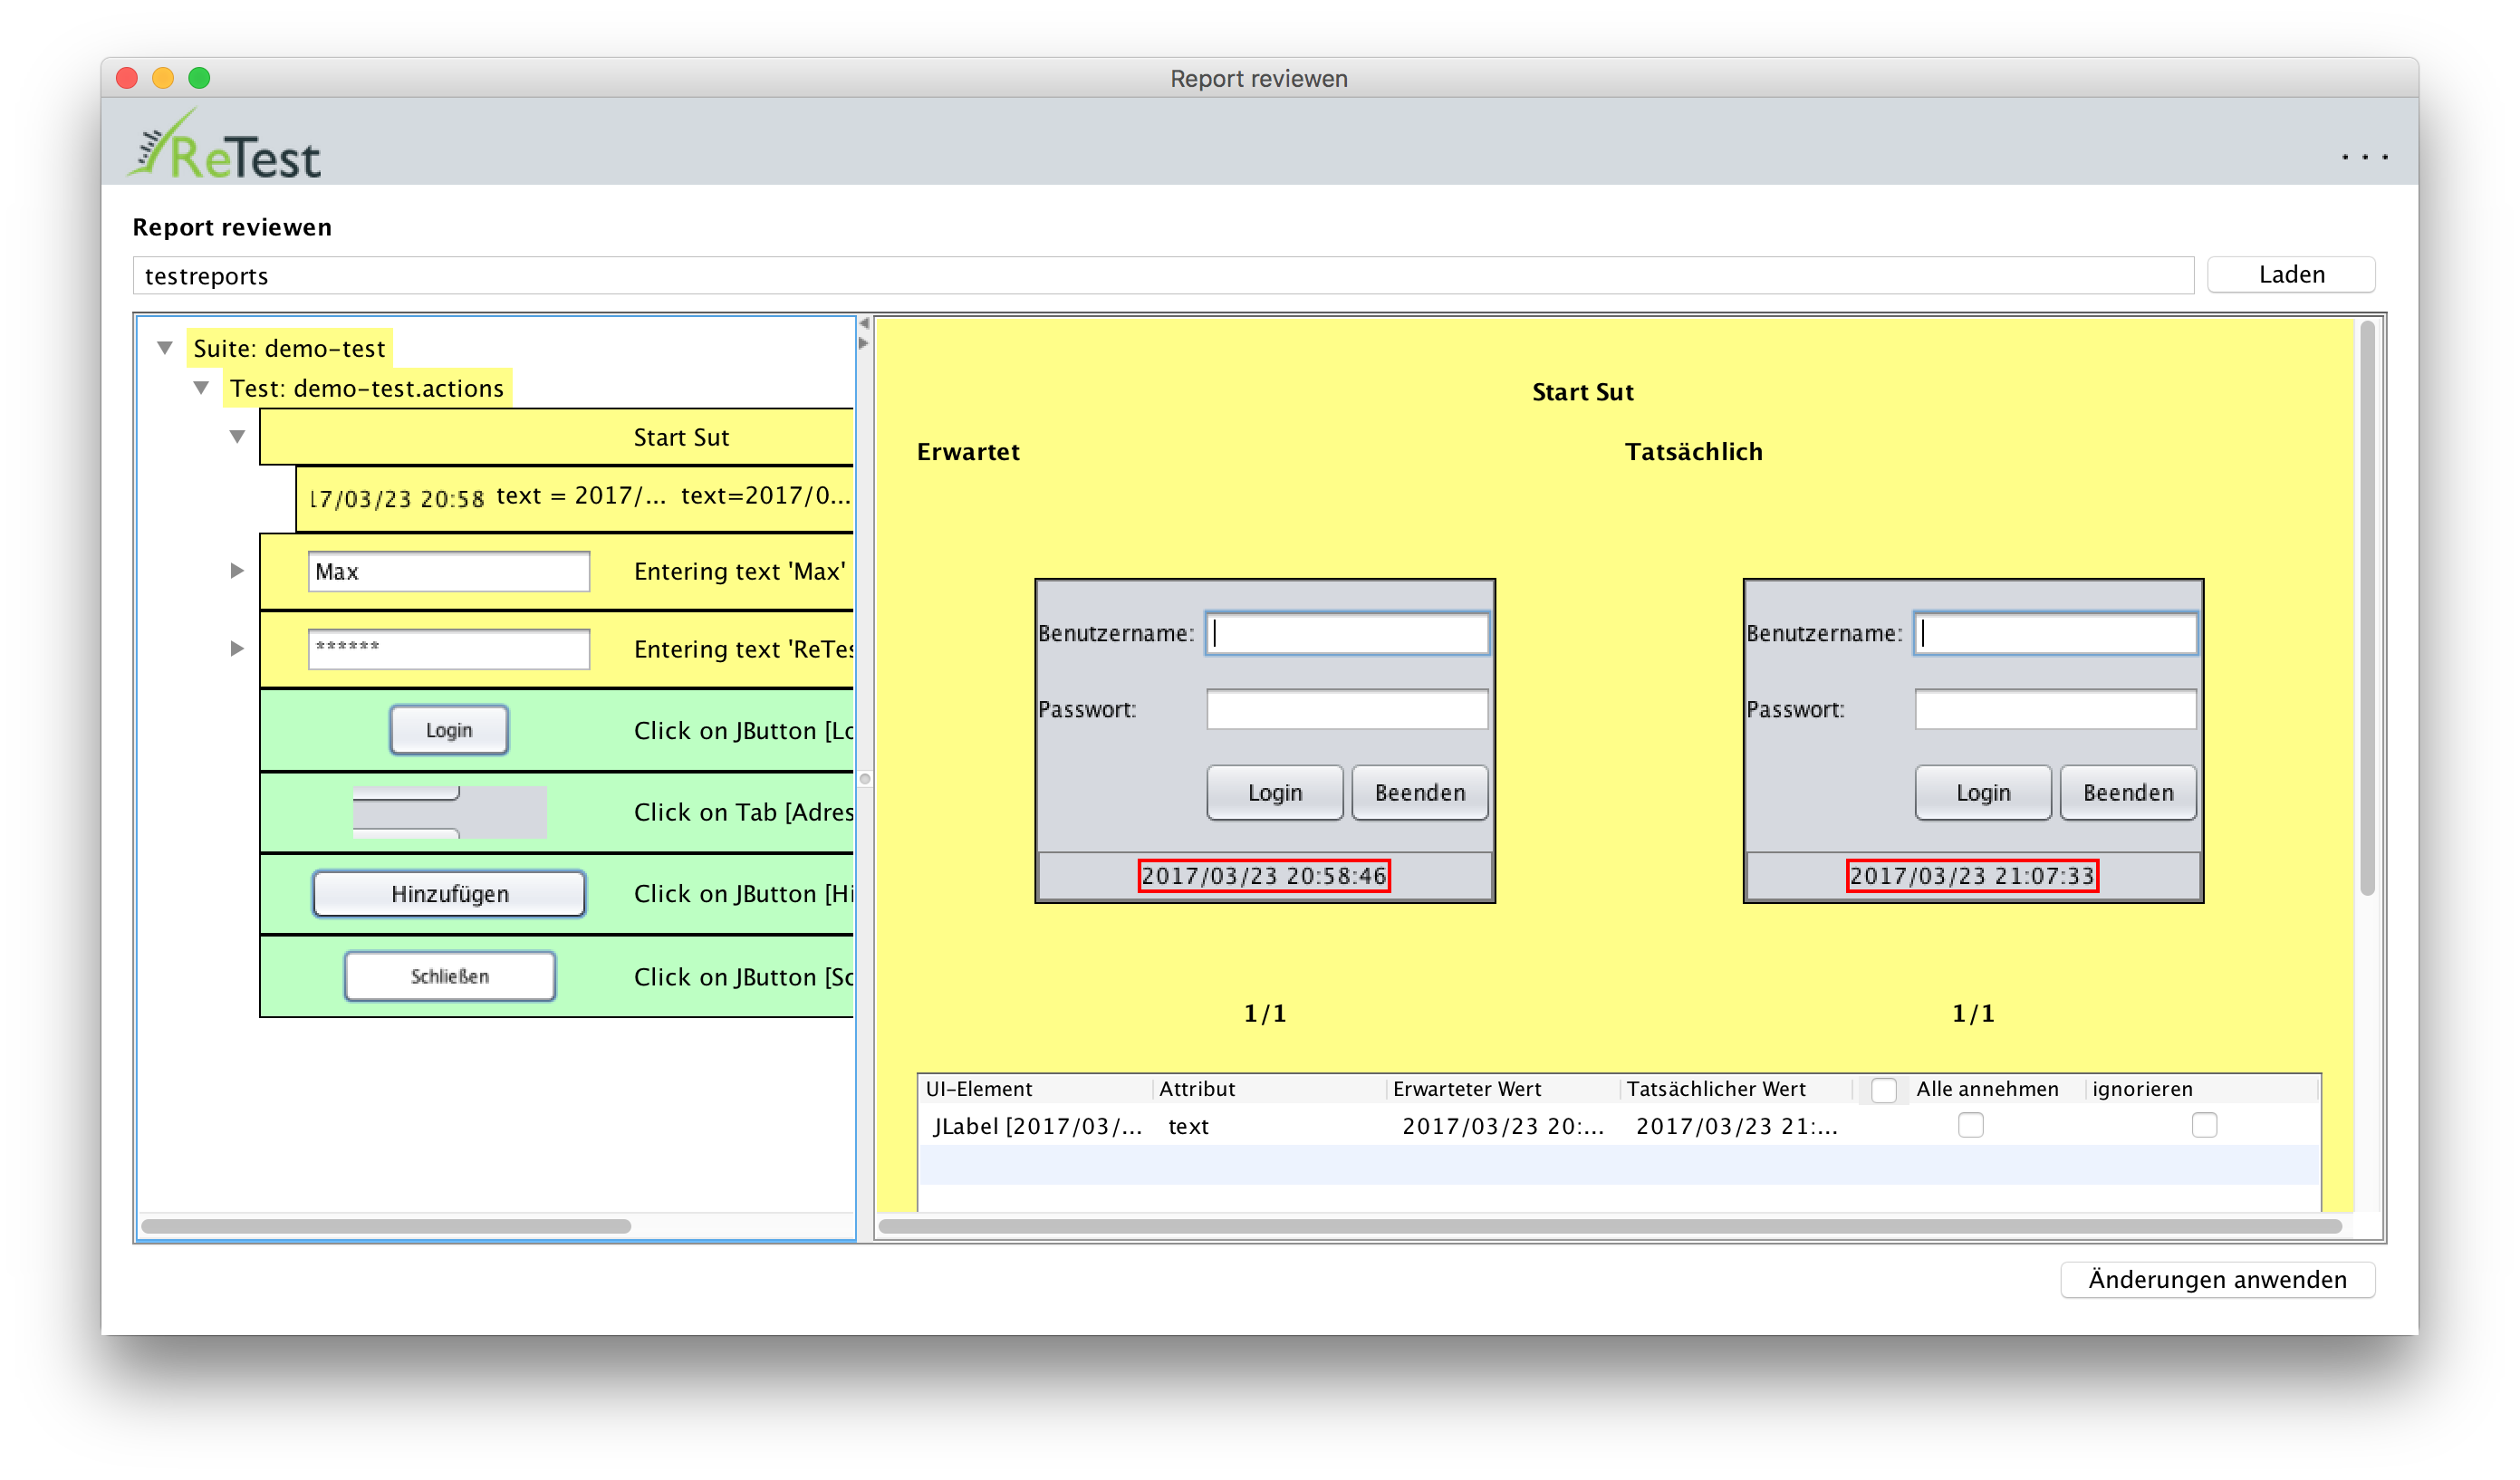 Report reviewen
ReTest
...
Report reviewen
testreports
Laden
Suite: demo-test
Test: demo-test.actions
Start Sut
17/03/23 20:58 text = 2017/... text=2017/0...
Max Entering text 'Max'
****** Entering text 'ReTes
Login Click on JButton [Lo
Click on Tab [Adres
Hinzufügen Click on JButton [Hi
Schließen Click on JButton [Sc
Start Sut
Erwartet Tatsächlich
Benutzername: Benutzername:
Passwort: Passwort:
Login Beenden Login Beenden
2017/03/23 20:58:46 2017/03/23 21:07:33
1/1 1/1
UI-Element Attribut Erwarteter Wert Tatsächlicher Wert Alle annehmen ignorieren
JLabel [2017/03/... text 2017/03/23 20:... 2017/03/23 21:...
Änderungen anwenden